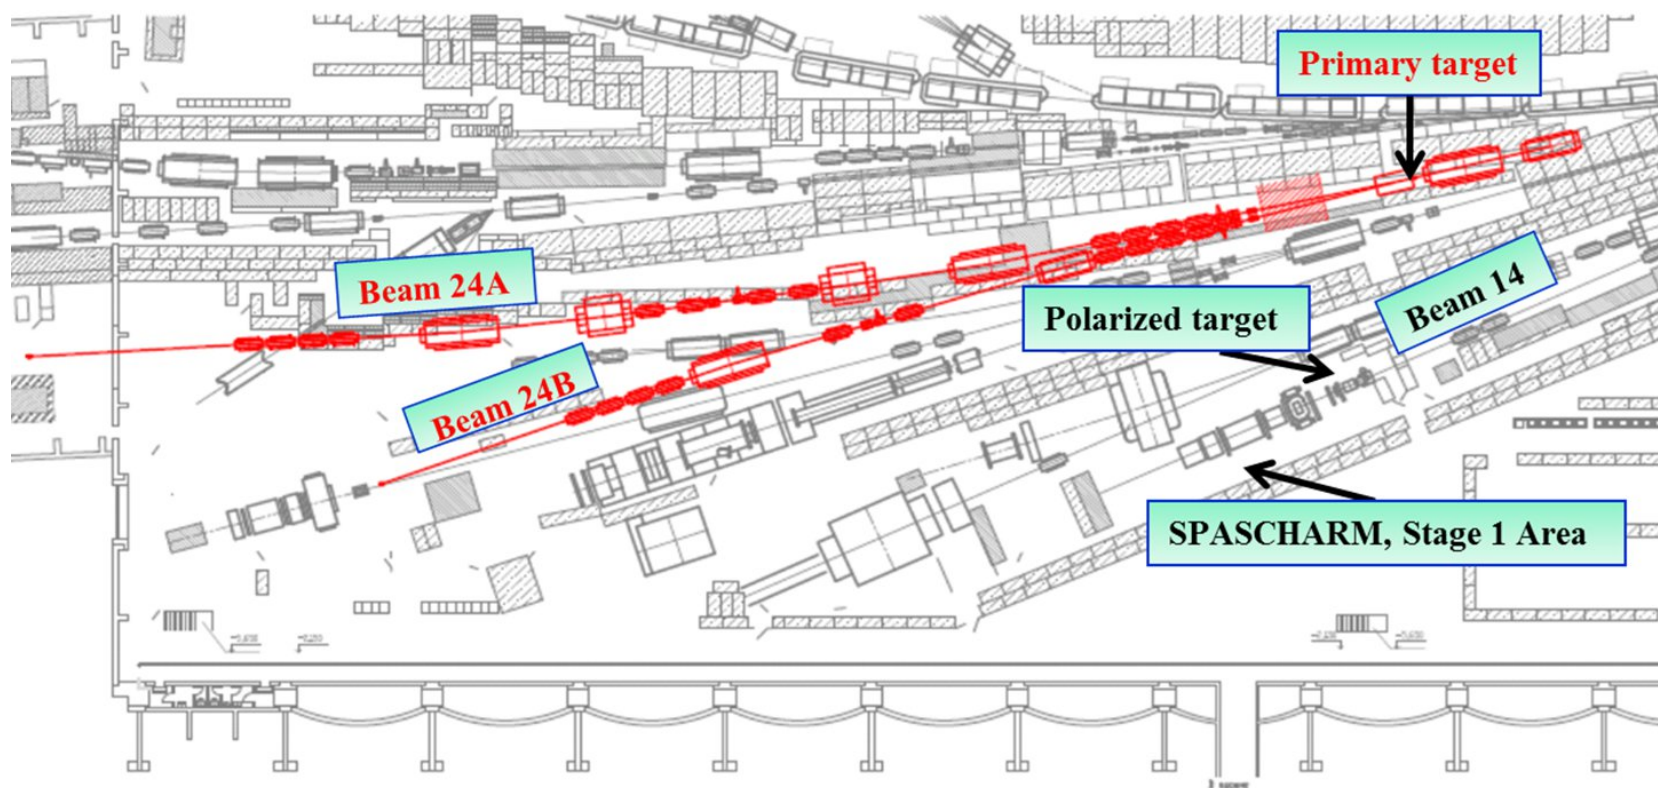 Primary target
Beam 24A
Polarized target
Beam 14
Beam 24B
SPASCHARM, Stage 1 Area